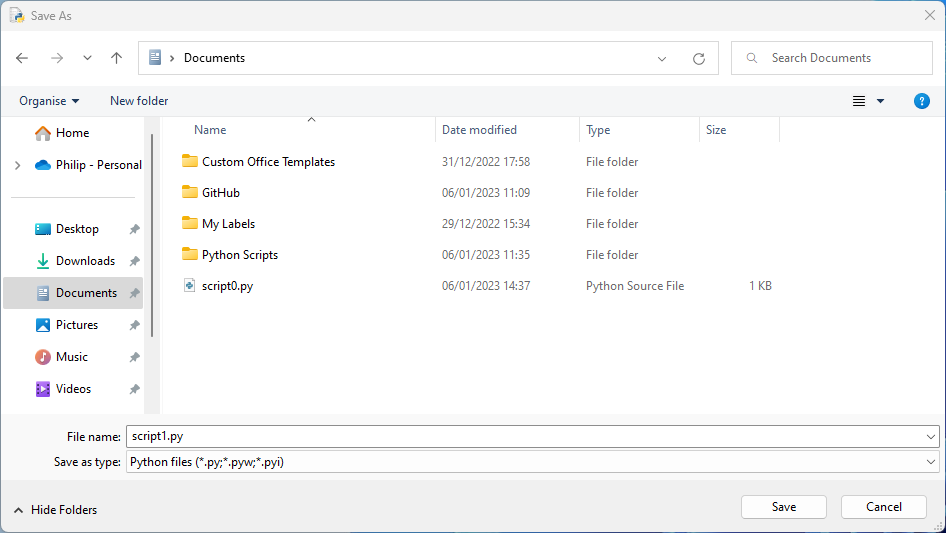 Save As
Documents
Search Documents
Organise New folder ?
Name Date modified Type Size
Home
Philip - Personal
Desktop
Downloads
Documents
Pictures
Music
Videos
Custom Office Templates 31/12/2022 17:58 File folder
GitHub 06/01/2023 11:09 File folder
My Labels 29/12/2022 15:34 File folder
Python Scripts 06/01/2023 11:35 File folder
script0.py 06/01/2023 14:37 Python Source File 1 KB
File name: script1.py
Save as type: Python files (*.py;*.pyw;*.pyi)
Hide Folders Save Cancel